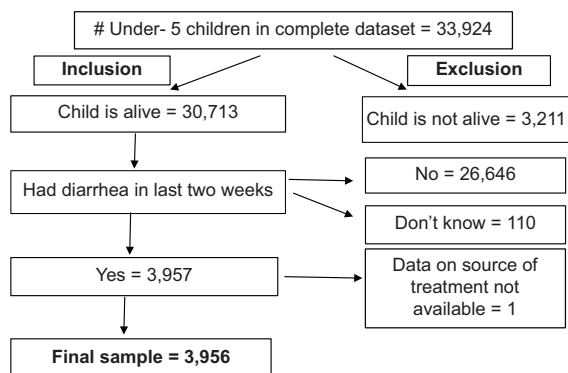 # Under- 5 children in complete dataset = 33,924
Inclusion
Exclusion
Child is alive = 30,713
Child is not alive = 3,211
Had diarrhea in last two weeks
No = 26,646
Don't know = 110
Yes = 3,957
Data on source of
treatment not
available = 1
Final sample = 3,956